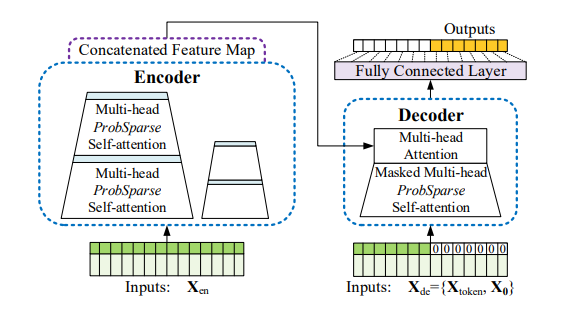 Concatenated Feature Map
Encoder
Multi-head
ProbSparse
Self-attention
Multi-head
ProbSparse
Self-attention
Inputs: Xen
Outputs
Fully Connected Layer
Decoder
Multi-head
Attention
Masked Multi-head
ProbSparse
Self-attention
0 0 0 0 0 0 0 0
Inputs: Xde={Xtoken, X0}